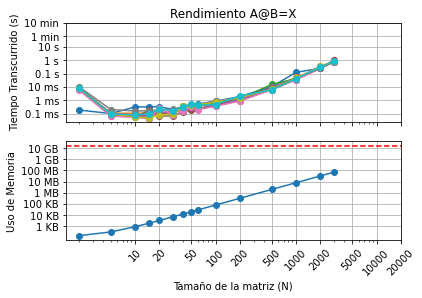 Rendimiento A@B=X
Tiempo Transcurrido (s)
10 min
1 min
10 s
1 s
0.1 s
10 ms
1 ms
0.1 ms
Uso de Memoria
10 GB
1 GB
100 MB
10 MB
1 MB
100 KB
10 KB
1 KB
10 20 50 100 200 500 1000 2000 5000 10000 20000
Tamaño de la matriz (N)